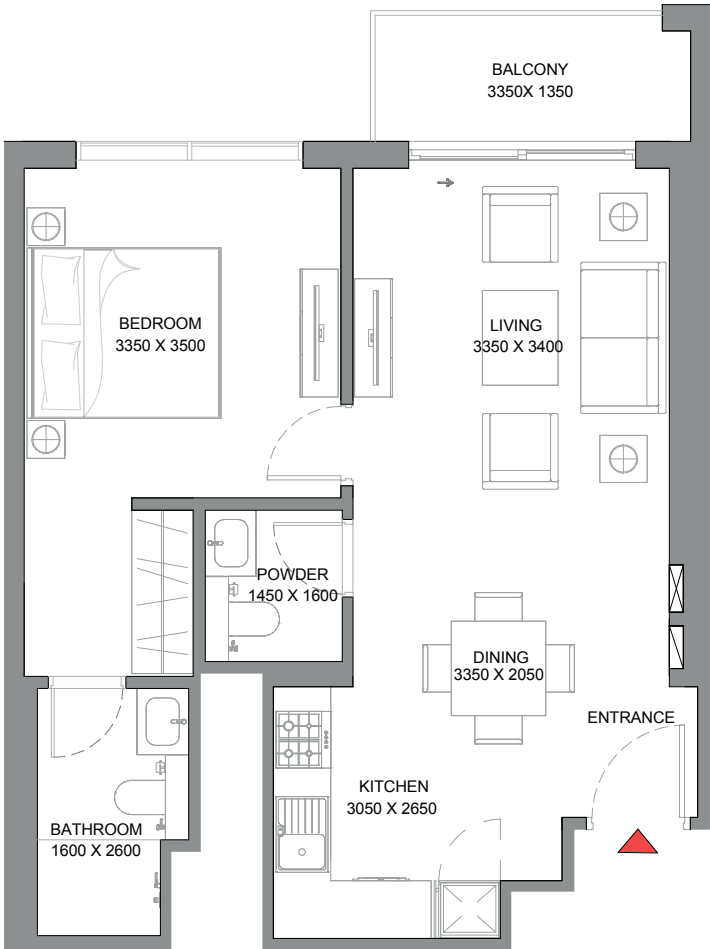 BALCONY
3350X 1350
BEDROOM
3350 X 3500
LIVING
3350 X 3400
POWDER
1450 X 1600
DINING
3350 X 2050
ENTRANCE
KITCHEN
3050 X 2650
BATHROOM
1600 X 2600